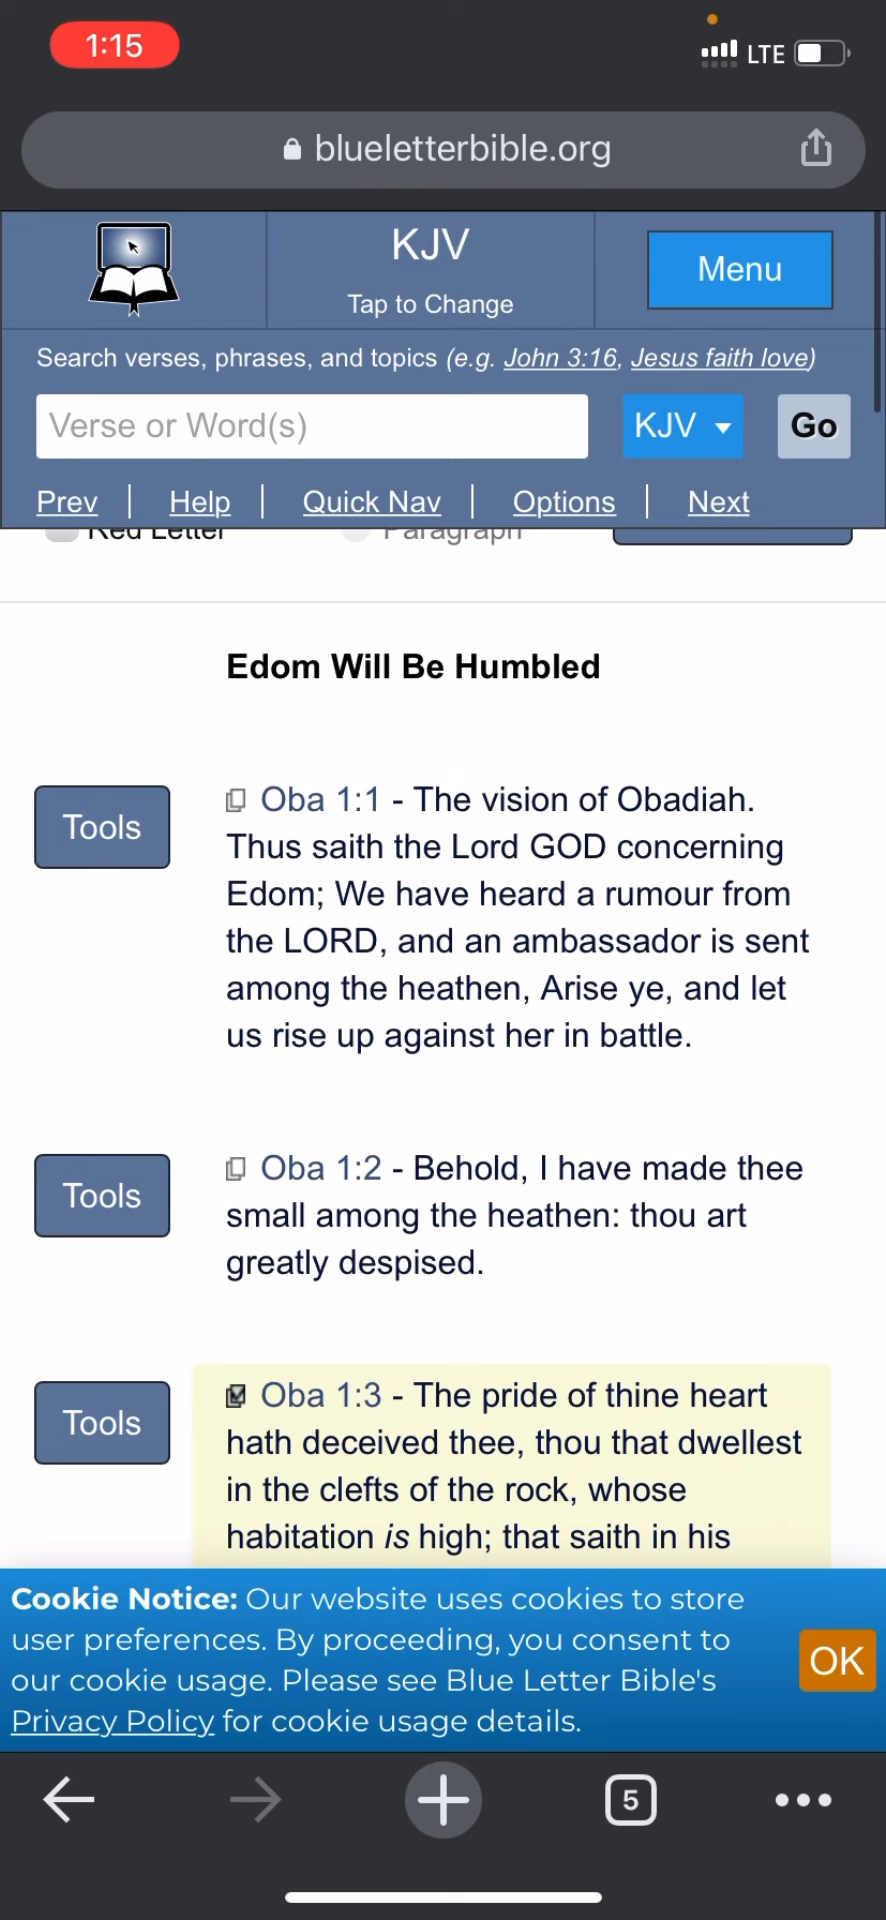 1:15
LTE
blueletterbible.org
KJV
Tap to Change
Menu
Search verses, phrases, and topics (e.g. John 3:16, Jesus faith love)
Verse or Word(s)
KJV
Go
Prev | Help | Quick Nav | Options | Next
Red Letter
Paragraph
Edom Will Be Humbled
Tools
Oba 1:1 - The vision of Obadiah.
Thus saith the Lord GOD concerning
Edom; We have heard a rumour from
the LORD, and an ambassador is sent
among the heathen, Arise ye, and let
us rise up against her in battle.
Tools
Oba 1:2 - Behold, I have made thee
small among the heathen: thou art
greatly despised.
Tools
Oba 1:3 - The pride of thine heart
hath deceived thee, thou that dwellest
in the clefts of the rock, whose
habitation is high; that saith in his
Cookie Notice: Our website uses cookies to store
user preferences. By proceeding, you consent to
our cookie usage. Please see Blue Letter Bible's
Privacy Policy for cookie usage details.
OK
5